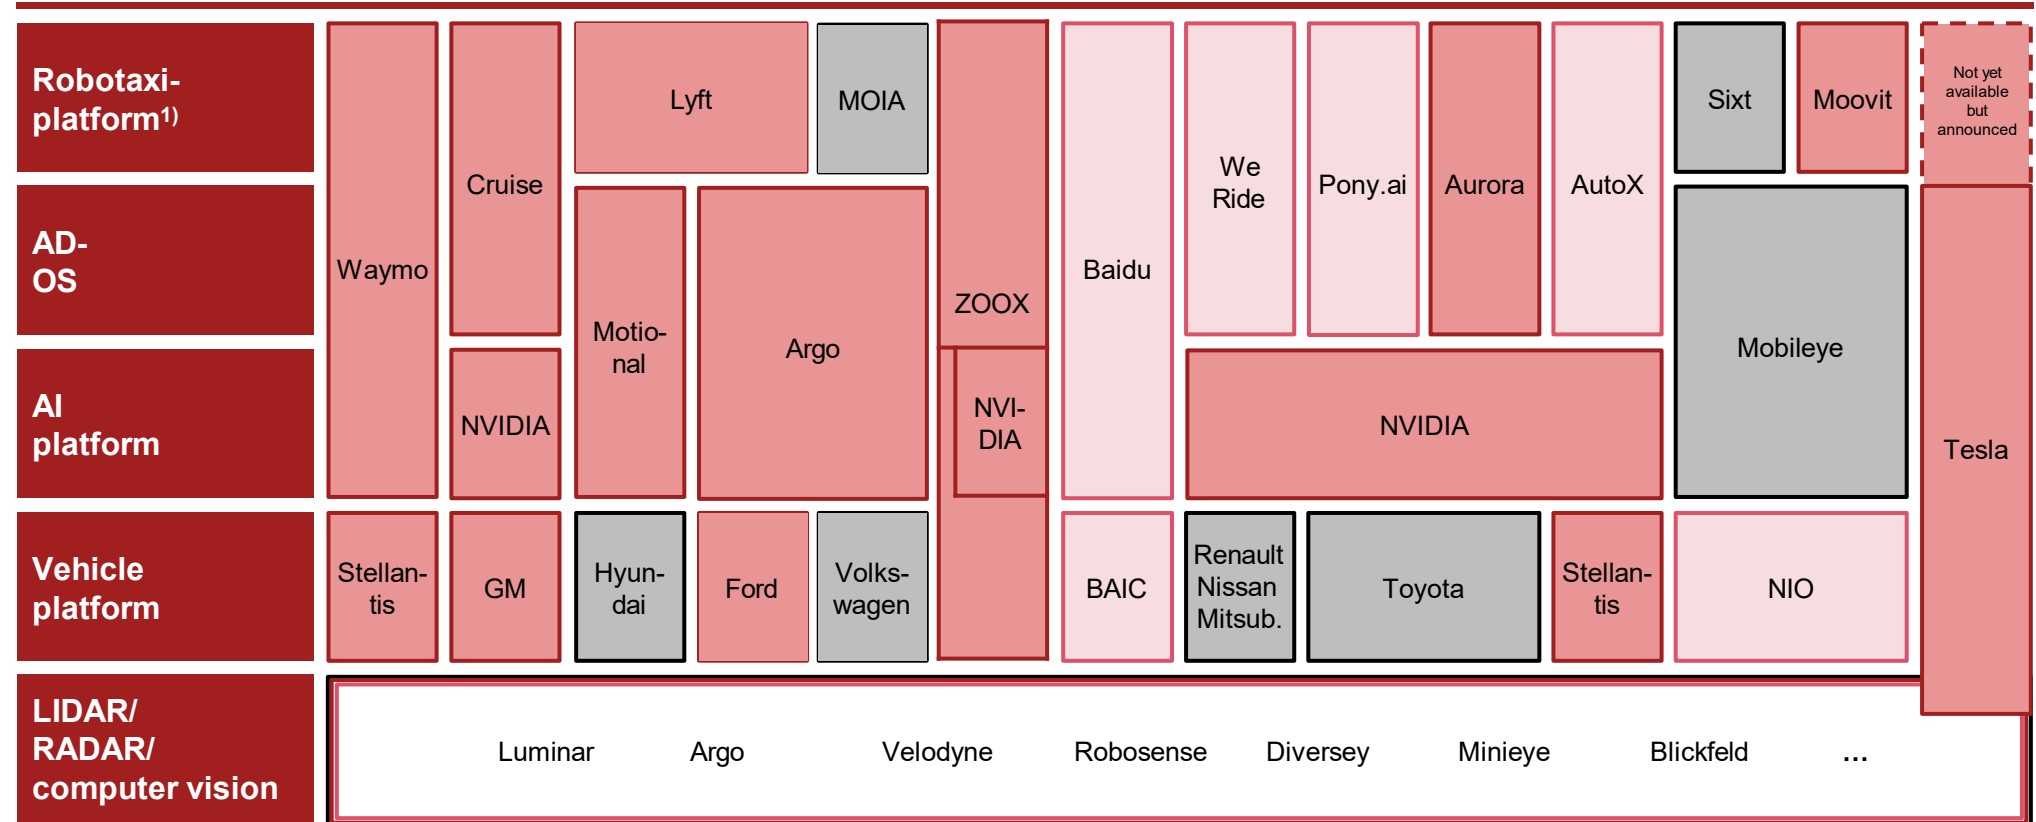 Robotaxi-
platform¹⁾
Lyft
MOIA
Sixt
Moovit
Not yet
available
but
announced
Cruise
We
Ride
Pony.ai
Aurora
AutoX
AD-
OS
Waymo
ZOOX
Baidu
Motio-
nal
Argo
Mobileye
AI
platform
NVIDIA
NVI-
DIA
NVIDIA
Tesla
Vehicle
platform
Stellan-
tis
GM
Hyun-
dai
Ford
Volks-
wagen
BAIC
Renault
Nissan
Mitsub.
Toyota
Stellan-
tis
NIO
LIDAR/
RADAR/
computer vision
Luminar
Argo
Velodyne
Robosense
Diversey
Minieye
Blickfeld
...